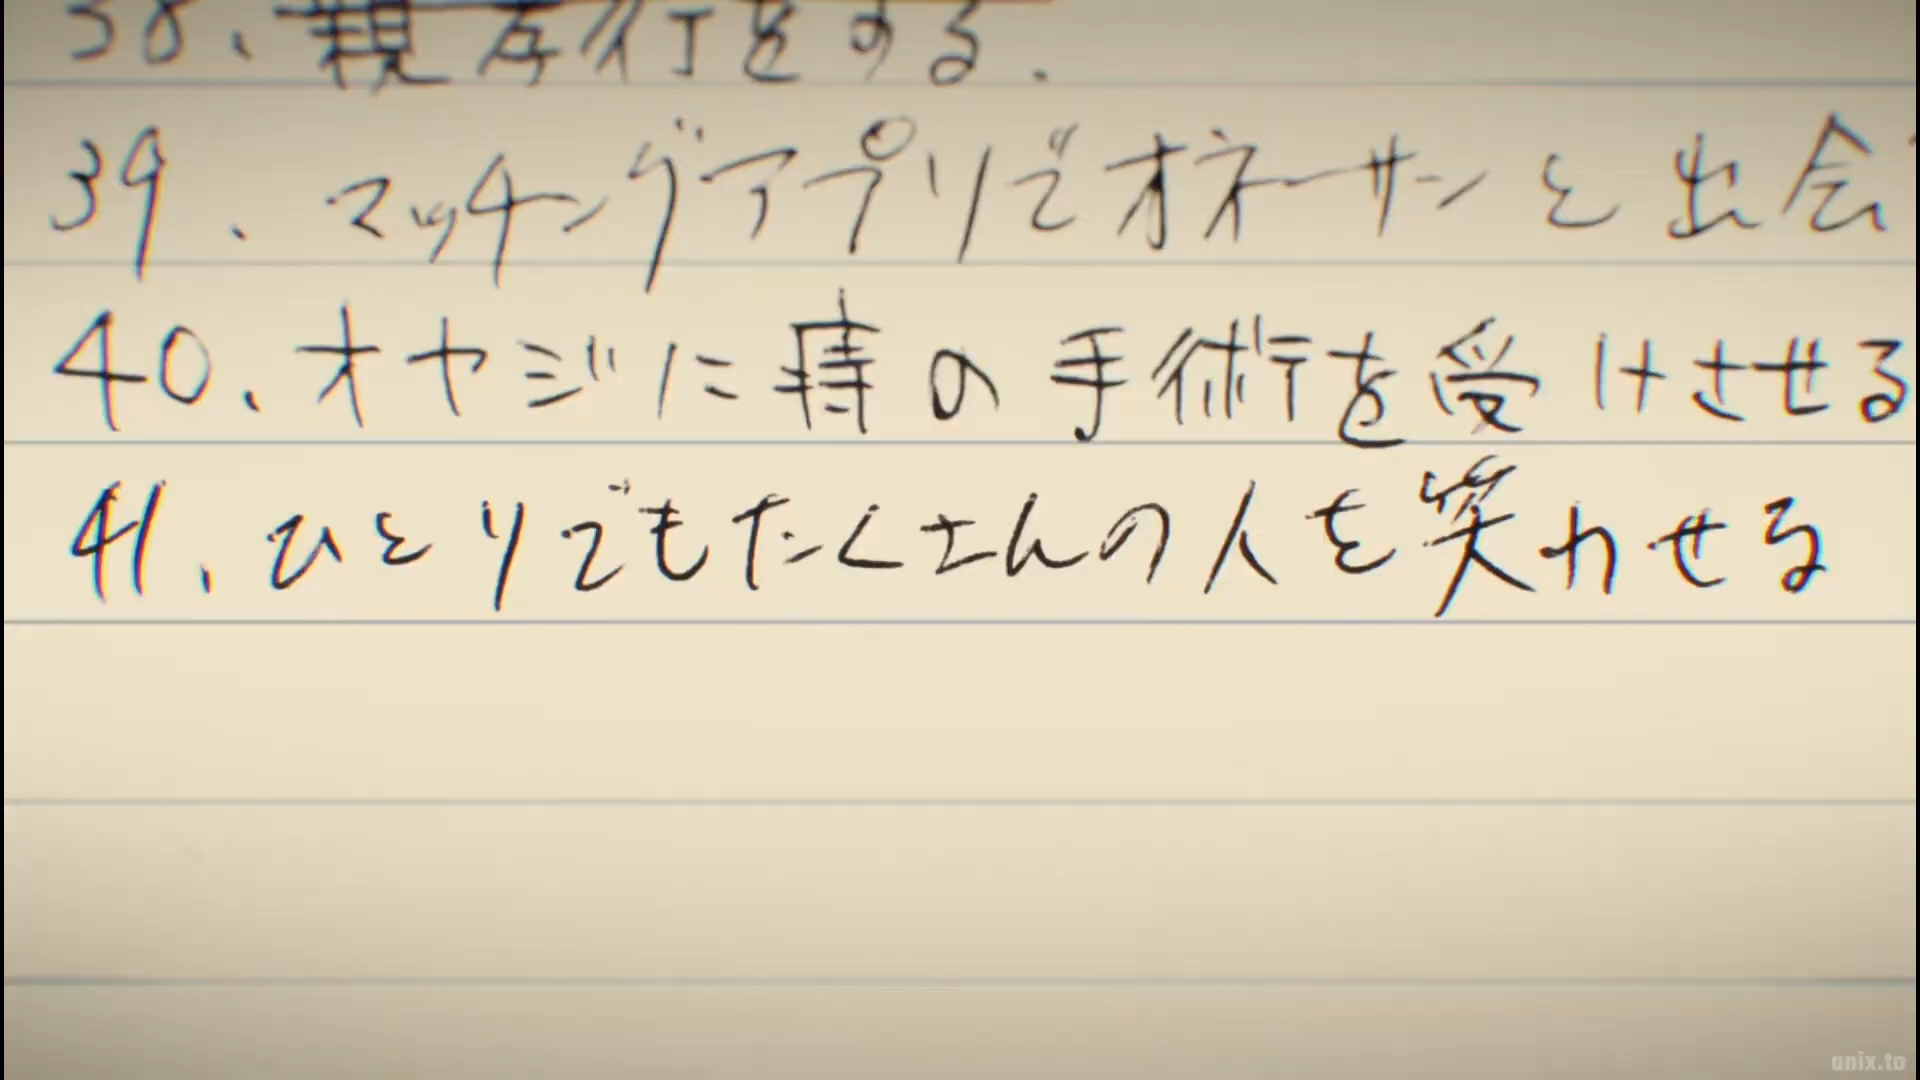 38.親孝行をする.
39.マッチングアプリでオネーサンと出会
40.オヤジに痔の手術を受けさせる
41.ひとりでもたくさんの人を笑わせる
anix.to